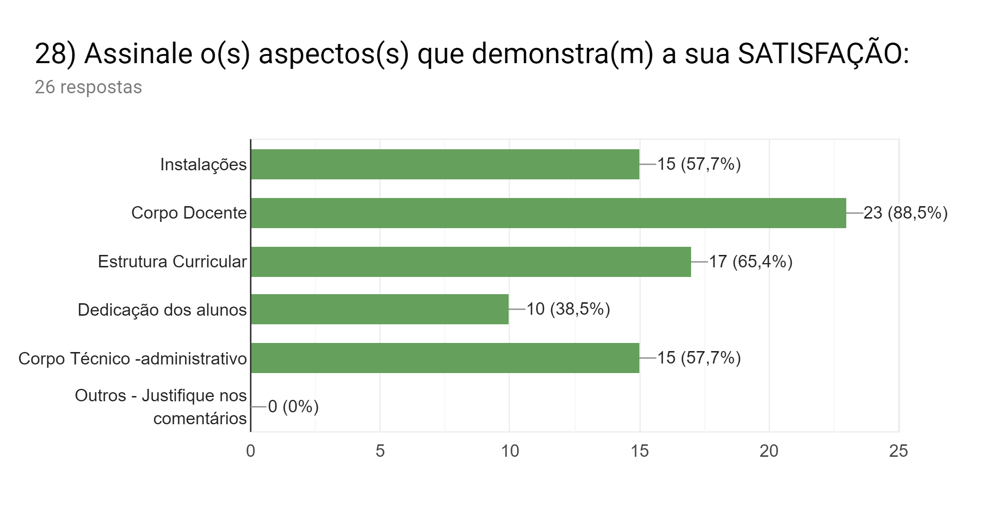 28) Assinale o(s) aspectos(s) que demonstra(m) a sua SATISFAÇÃO:
26 respostas
Instalações
15 (57,7%)
Corpo Docente
23 (88,5%)
Estrutura Curricular
17 (65,4%)
Dedicação dos alunos
10 (38,5%)
Corpo Técnico -administrativo
15 (57,7%)
Outros - Justifique nos
comentários
0 (0%)
0 5 10 15 20 25